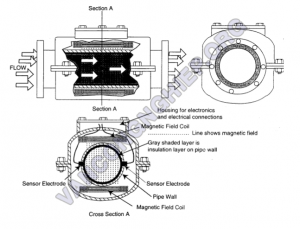 Section A
FLOW
Section A
Housing for electronics
and electrical connections
Magnetic Field Coil
Line shows magnetic field
Gray shaded layer is
insulation layer on pipe wall
Sensor Electrode
Sensor Electrode
Pipe Wall
Magnetic Field Coil
Cross Section A